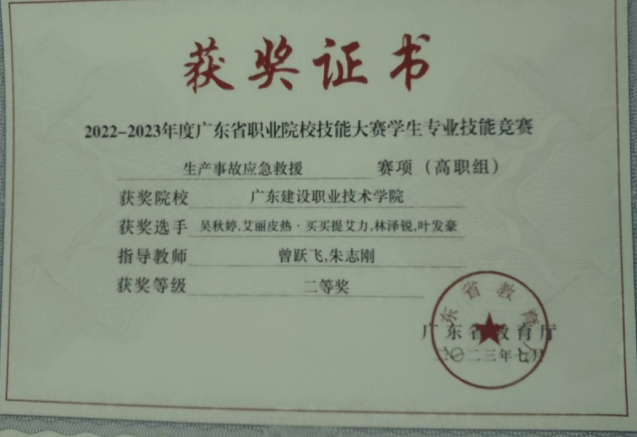 获奖证书
2022-2023年度广东省职业院校技能大赛学生专业技能竞赛
生产事故应急救援 赛项（高职组）
获奖院校 广东建设职业技术学院
获奖选手 吴秋婷,艾丽皮热·买买提艾力,林泽锐,叶发豪
指导教师 曾跃飞,朱志刚
获奖等级 二等奖
广东省教育厅
二〇二三年七月